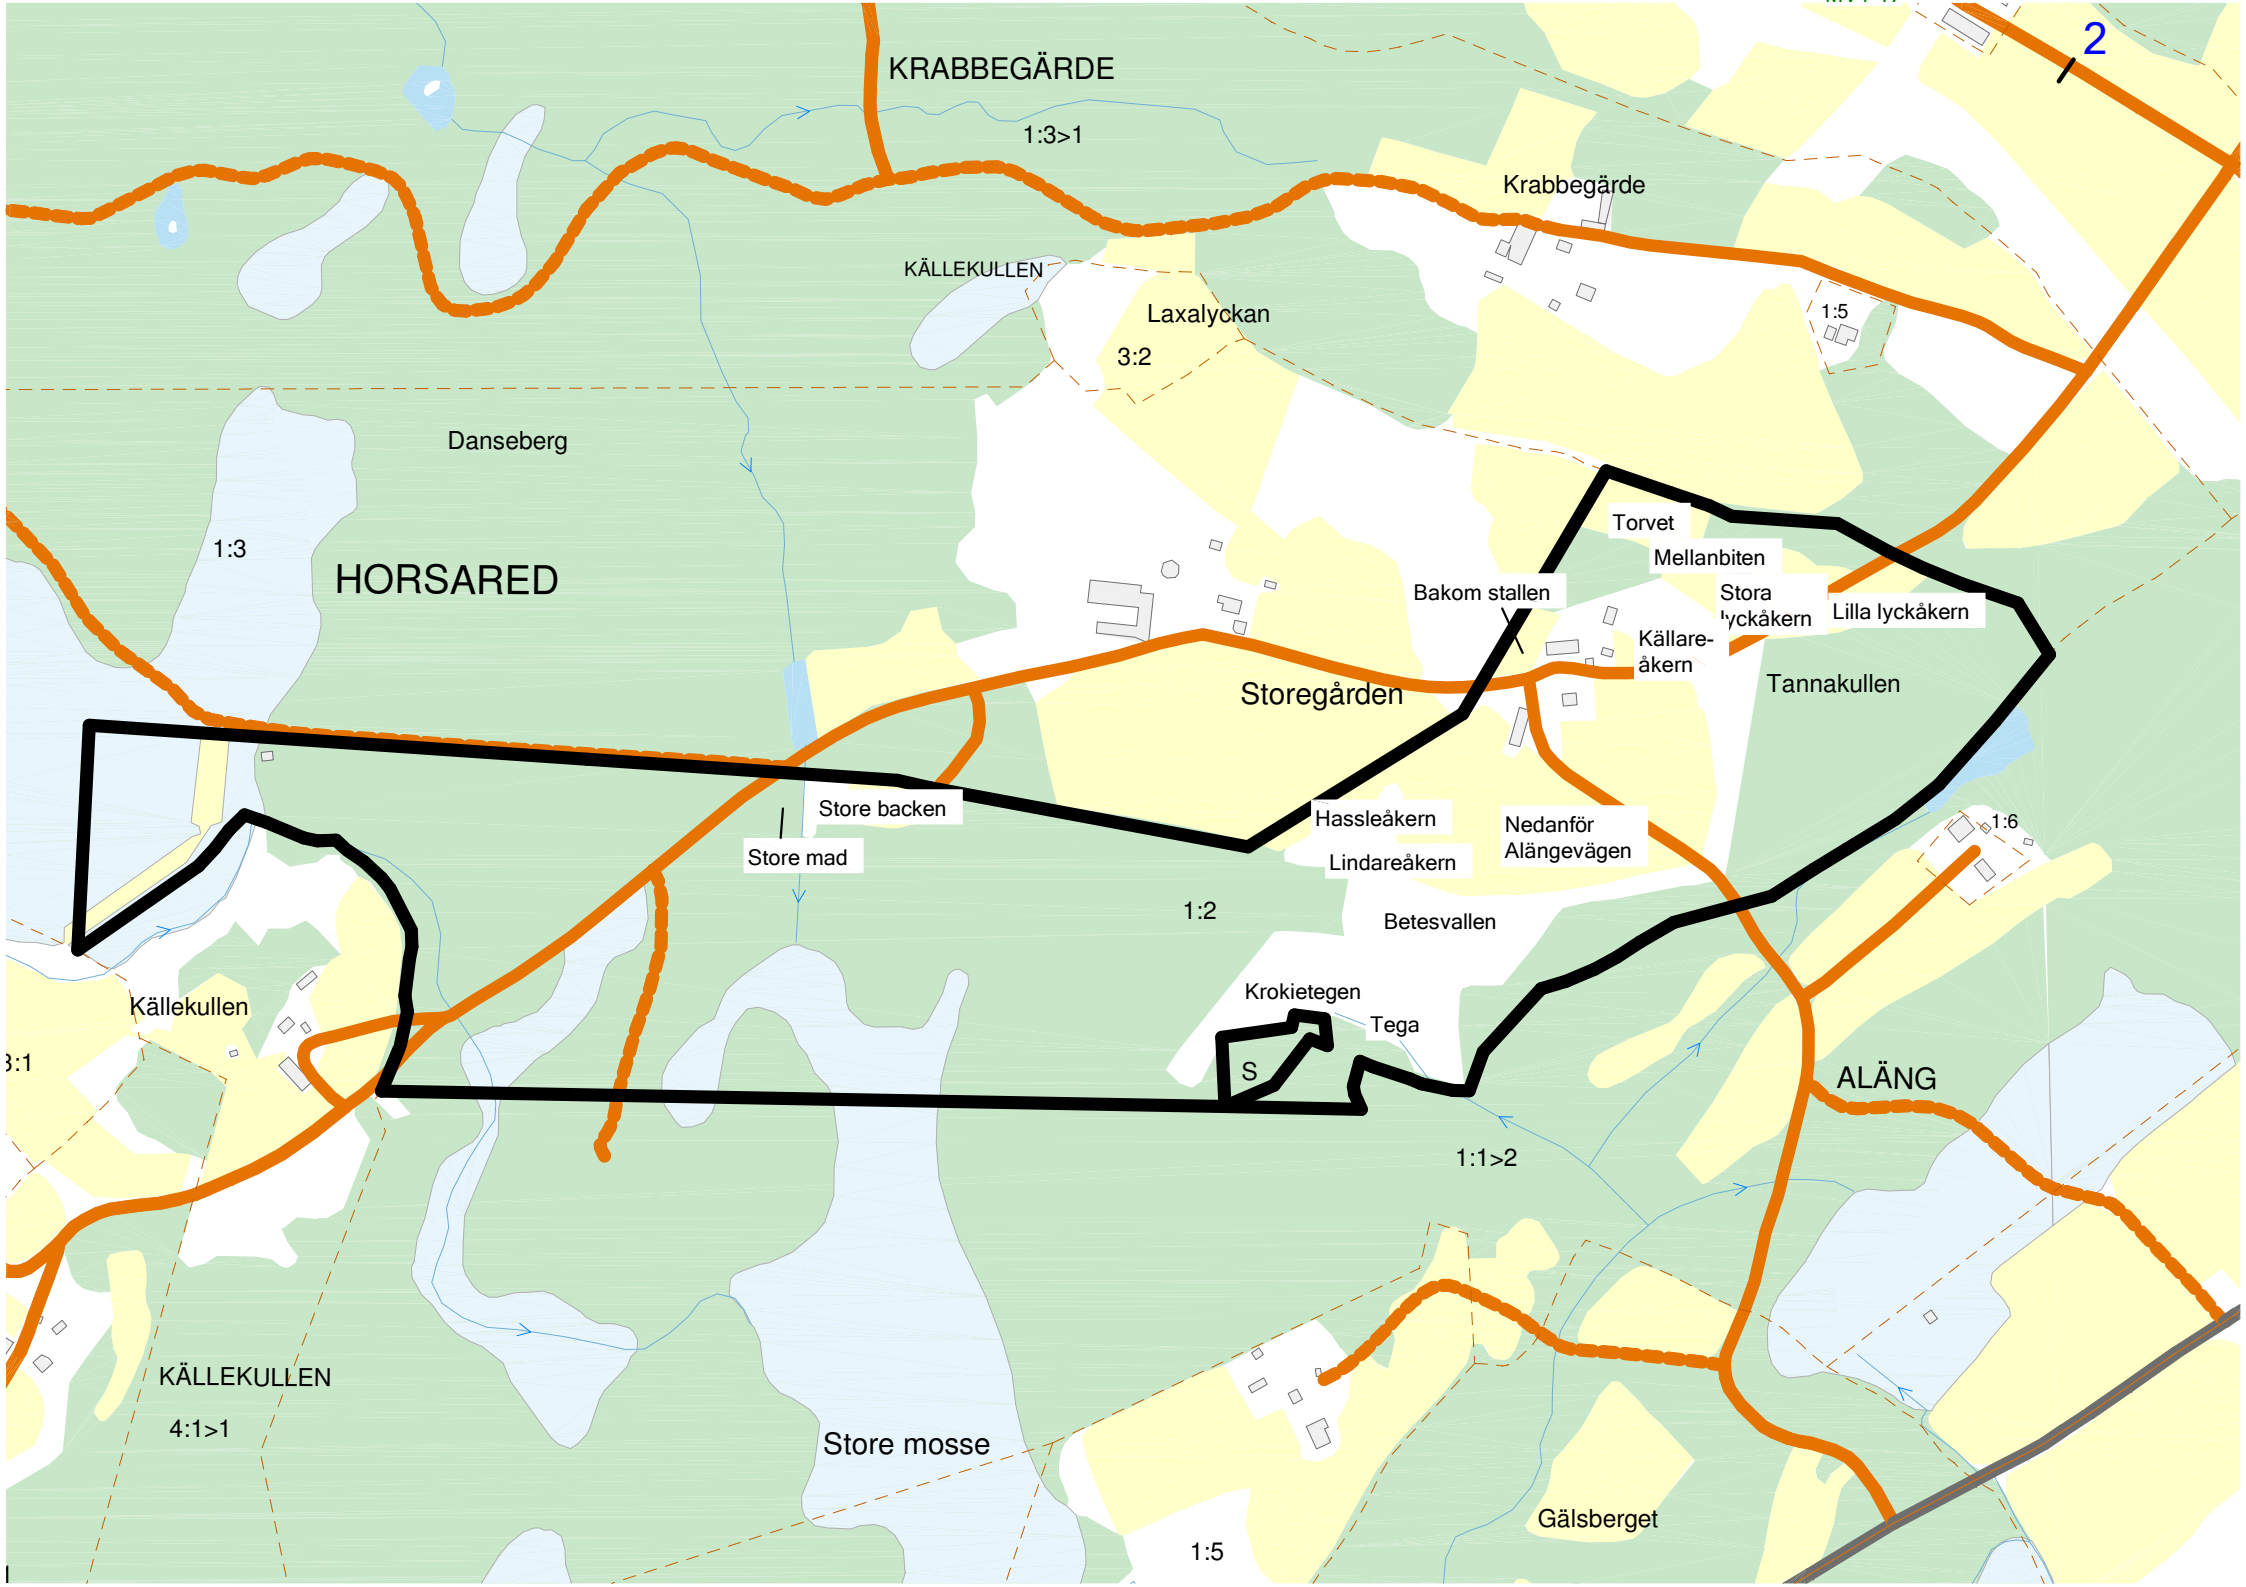 2
KRABBEGÄRDE
1:3>1
Krabbegärde
KÄLLEKULLEN
Laxalyckan
1:5
3:2
Danseberg
Torvet
1:3
Mellanbiten
HORSARED
Bakom stallen
Stora
lyckåkern
Lilla lyckåkern
Källare-
åkern
Tannakullen
Storegården
Store backen
Hassleåkern
Nedanför
Alängevägen
1:6
Store mad
Lindareåkern
1:2
Betesvallen
Krokietegen
Källekullen
Tega
3:1
S
ALÄNG
1:1>2
KÄLLEKULLEN
4:1>1
Store mosse
Gälsberget
1:5